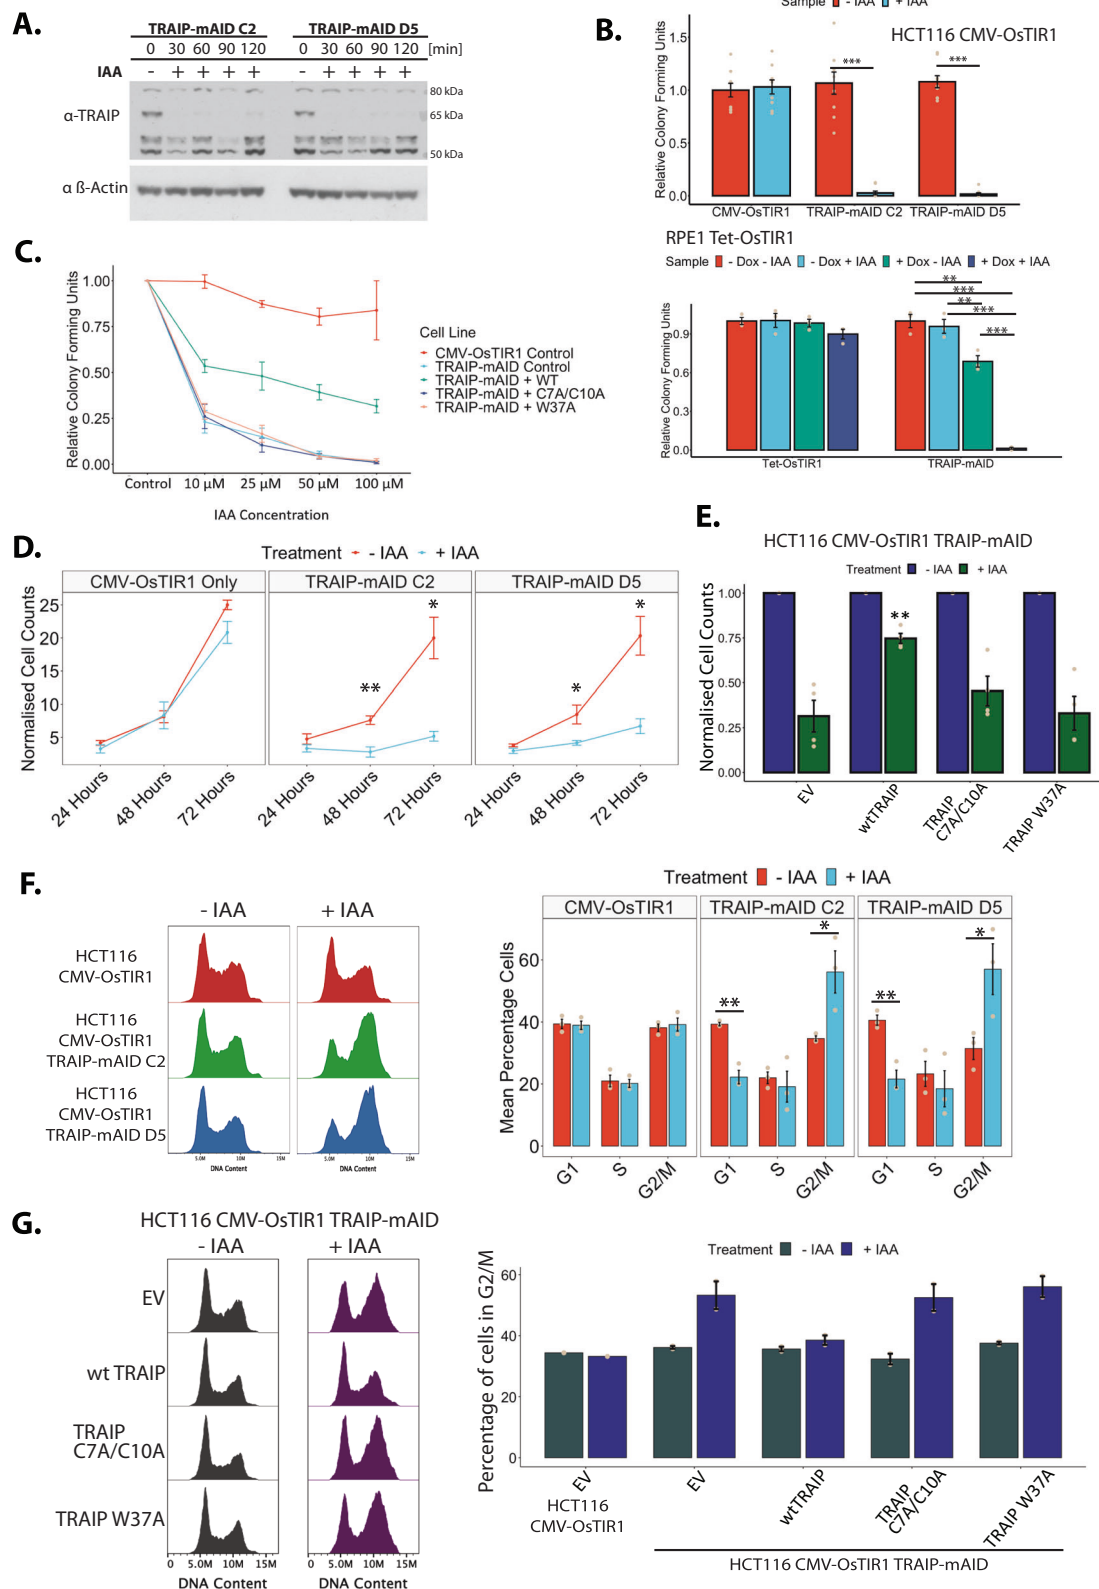 A.
TRAIP-mAID C2 TRAIP-mAID D5
0 30 60 90 120 0 30 60 90 120 [min]
IAA - + + + + - + + + +
α-TRAIP
80 kDa
65 kDa
50 kDa
α ß-Actin
B.
Sample - IAA + IAA
HCT116 CMV-OsTIR1
Relative Colony Forming Units
1.5
1.0
0.5
0.0
*** ***
CMV-OsTIR1 TRAIP-mAID C2 TRAIP-mAID D5
RPE1 Tet-OsTIR1
Sample - Dox - IAA - Dox + IAA + Dox - IAA + Dox + IAA
Relative Colony Forming Units
0.9
0.6
0.3
0.0
**
***
**
***
***
Tet-OsTIR1 TRAIP-mAID
C.
Relative Colony Forming Units
1.00
0.75
0.50
0.25
0.00
Control 10 µM 25 µM 50 µM 100 µM
IAA Concentration
Cell Line
CMV-OsTIR1 Control
TRAIP-mAID Control
TRAIP-mAID + WT
TRAIP-mAID + C7A/C10A
TRAIP-mAID + W37A
D.
Treatment - IAA + IAA
CMV-OsTIR1 Only TRAIP-mAID C2 TRAIP-mAID D5
Normalised Cell Counts
25
20
15
10
5
** * * *
24 Hours 48 Hours 72 Hours 24 Hours 48 Hours 72 Hours 24 Hours 48 Hours 72 Hours
E.
HCT116 CMV-OsTIR1 TRAIP-mAID
Treatment - IAA + IAA
Normalised Cell Counts
1.00
0.75
0.50
0.25
0.00
**
EV wtTRAIP TRAIP C7A/C10A TRAIP W37A
F.
- IAA + IAA
HCT116
CMV-OsTIR1
HCT116
CMV-OsTIR1
TRAIP-mAID C2
HCT116
CMV-OsTIR1
TRAIP-mAID D5
5.0M 10M 15M 5.0M 10M 15M
DNA Content DNA Content
Treatment - IAA + IAA
CMV-OsTIR1 TRAIP-mAID C2 TRAIP-mAID D5
Mean Percentage Cells
60
40
20
0
** * ** *
G1 S G2/M G1 S G2/M G1 S G2/M
G.
HCT116 CMV-OsTIR1 TRAIP-mAID
- IAA + IAA
EV
wt TRAIP
TRAIP
C7A/C10A
TRAIP W37A
0 5.0M 10M 15M 0 5.0M 10M 15M
DNA Content DNA Content
Treatment - IAA + IAA
Percentage of cells in G2/M
60
40
20
0
EV EV wtTRAIP TRAIP C7A/C10A TRAIP W37A
HCT116
CMV-OsTIR1
HCT116 CMV-OsTIR1 TRAIP-mAID